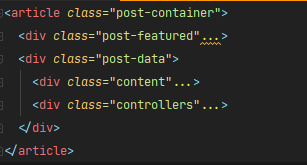 <article class="post-container">
<div class="post-featured"...>
<div class="post-data">
<div class="content"...>
<div class="controllers"...>
</div>
</article>